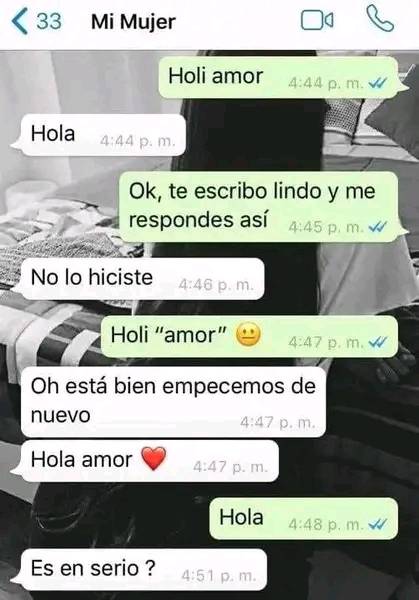 33 Mi Mujer
Holi amor 4:44 p. m.
Hola 4:44 p. m.
Ok, te escribo lindo y me
respondes así 4:45 p. m.
No lo hiciste 4:46 p. m.
Holi “amor” 😐 4:47 p. m.
Oh está bien empecemos de
nuevo 4:47 p. m.
Hola amor ❤️ 4:47 p. m.
Hola 4:48 p. m.
Es en serio ? 4:51 p. m.